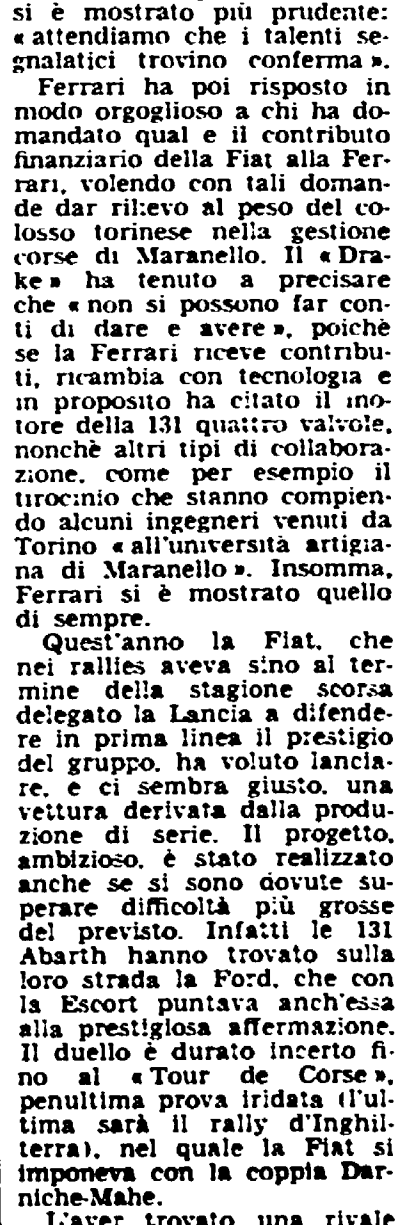 si è mostrato più prudente:
« attendiamo che i talenti se-
gnalatici trovino conferma ».
Ferrari ha poi risposto in
modo orgoglioso a chi ha do-
mandato qual e il contributo
finanziario della Fiat alla Fer-
rari, volendo con tali doman-
de dar rilievo al peso del co-
losso torinese nella gestione
corse di Maranello. Il « Dra-
ke » ha tenuto a precisare
che « non si possono far con-
ti di dare e avere », poichè
se la Ferrari riceve contribu-
ti, ricambia con tecnologia e
in proposito ha citato il mo-
tore della 131 quattro valvole,
nonchè altri tipi di collabora-
zione, come per esempio il
tirocinio che stanno compien-
do alcuni ingegneri venuti da
Torino « all'università artigia-
na di Maranello ». Insomma,
Ferrari si è mostrato quello
di sempre.
Quest'anno la Fiat, che
nei rallies aveva sino al ter-
mine della stagione scorsa
delegato la Lancia a difende-
re in prima linea il prestigio
del gruppo, ha voluto lancia-
re, e ci sembra giusto, una
vettura derivata dalla produ-
zione di serie. Il progetto,
ambizioso, è stato realizzato
anche se si sono dovute su-
perare difficoltà più grosse
del previsto. Infatti le 131
Abarth hanno trovato sulla
loro strada la Ford, che con
la Escort puntava anch'essa
alla prestigiosa affermazione.
Il duello è durato incerto fi-
no al « Tour de Corse »,
penultima prova iridata (l'ul-
tima sarà il rally d'Inghil-
terra), nel quale la Fiat si
imponeva con la coppia Dar-
niche-Mahe.
L'aver trovato una rivale